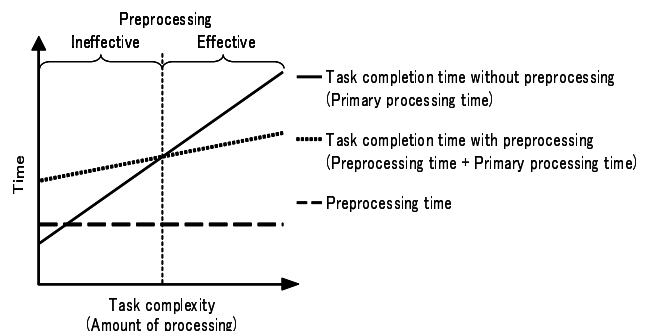 Preprocessing
Ineffective
Effective
Task completion time without preprocessing
(Primary processing time)
Task completion time with preprocessing
(Preprocessing time + Primary processing time)
Preprocessing time
Time
Task complexity
(Amount of processing)